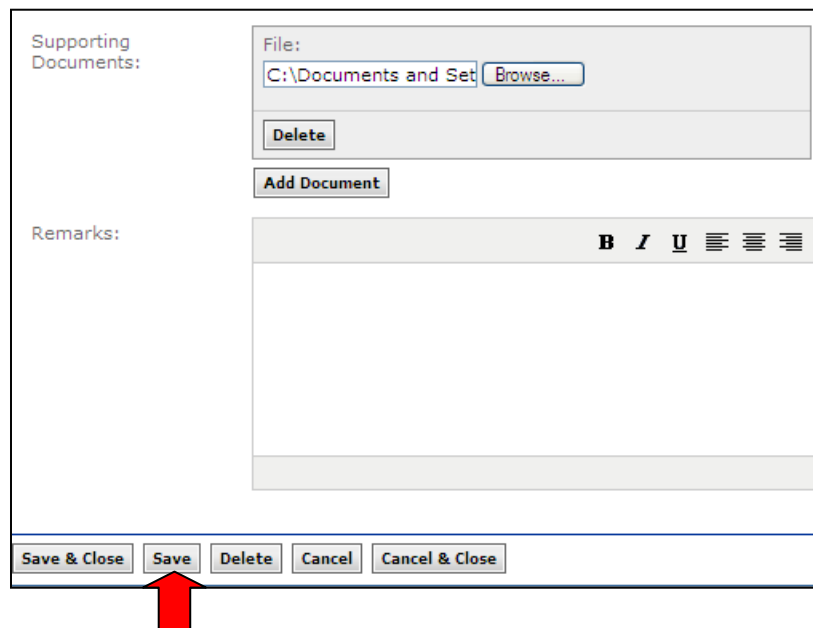 Supporting
Documents:
File:
C:\Documents and Set Browse...
Delete
Add Document
Remarks:
B I U
Save & Close Save Delete Cancel Cancel & Close